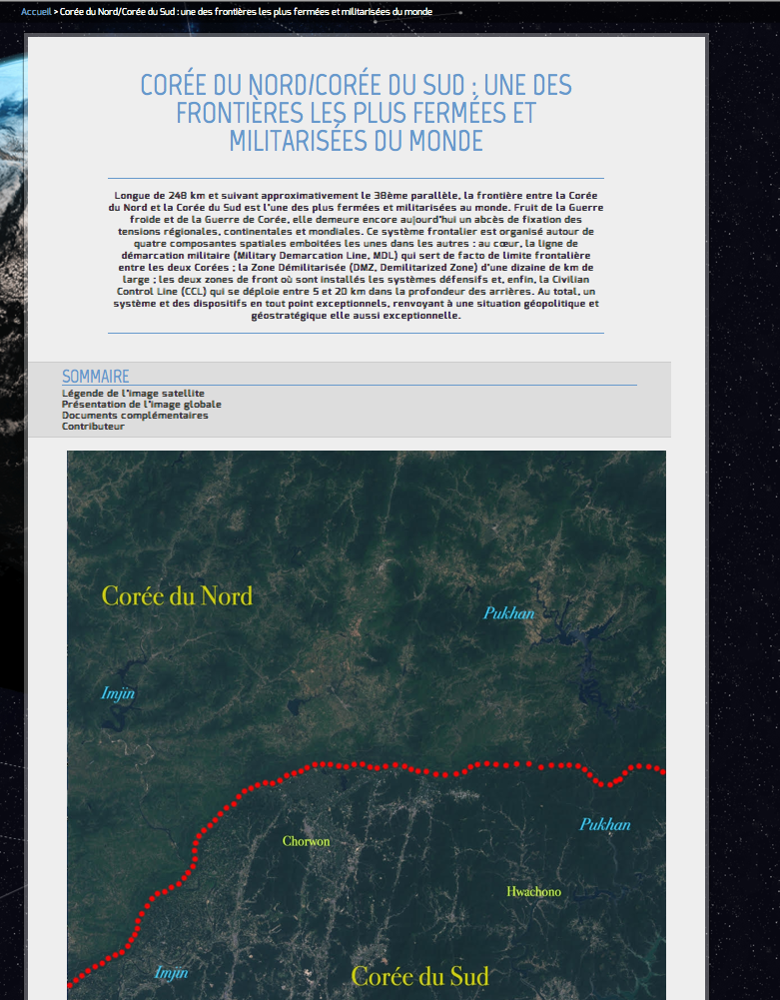 Accueil > Corée du Nord/Corée du Sud : une des frontières les plus fermées et militarisées du monde
CORÉE DU NORD/CORÉE DU SUD : UNE DES
FRONTIÈRES LES PLUS FERMÉES ET
MILITARISÉES DU MONDE
Longue de 248 km et suivant approximativement le 38ème parallèle, la frontière entre la Corée
du Nord et la Corée du Sud est l'une des plus fermées et militarisées au monde. Fruit de la Guerre
froide et de la Guerre de Corée, elle demeure encore aujourd'hui un abcès de fixation des
tensions régionales, continentales et mondiales. Ce système frontalier est organisé autour de
quatre composantes spatiales emboitées les unes dans les autres : au cœur, la ligne de
démarcation militaire (Military Demarcation Line, MDL) qui sert de facto de limite frontalière
entre les deux Corées ; la Zone Démilitarisée (DMZ, Demilitarized Zone) d'une dizaine de km de
large ; les deux zones de front où sont installés les systèmes défensifs et, enfin, la Civilian
Control Line (CCL) qui se déploie entre 5 et 20 km dans la profondeur des arrières. Au total, un
système et des dispositifs en tout point exceptionnels, renvoyant à une situation géopolitique et
géostratégique elle aussi exceptionnelle.
SOMMAIRE
Légende de l'image satellite
Présentation de l'image globale
Documents complémentaires
Contributeur
Corée du Nord
Pukhan
Imjin
Pukhan
Chorwon
Hwachono
Imjin
Corée du Sud